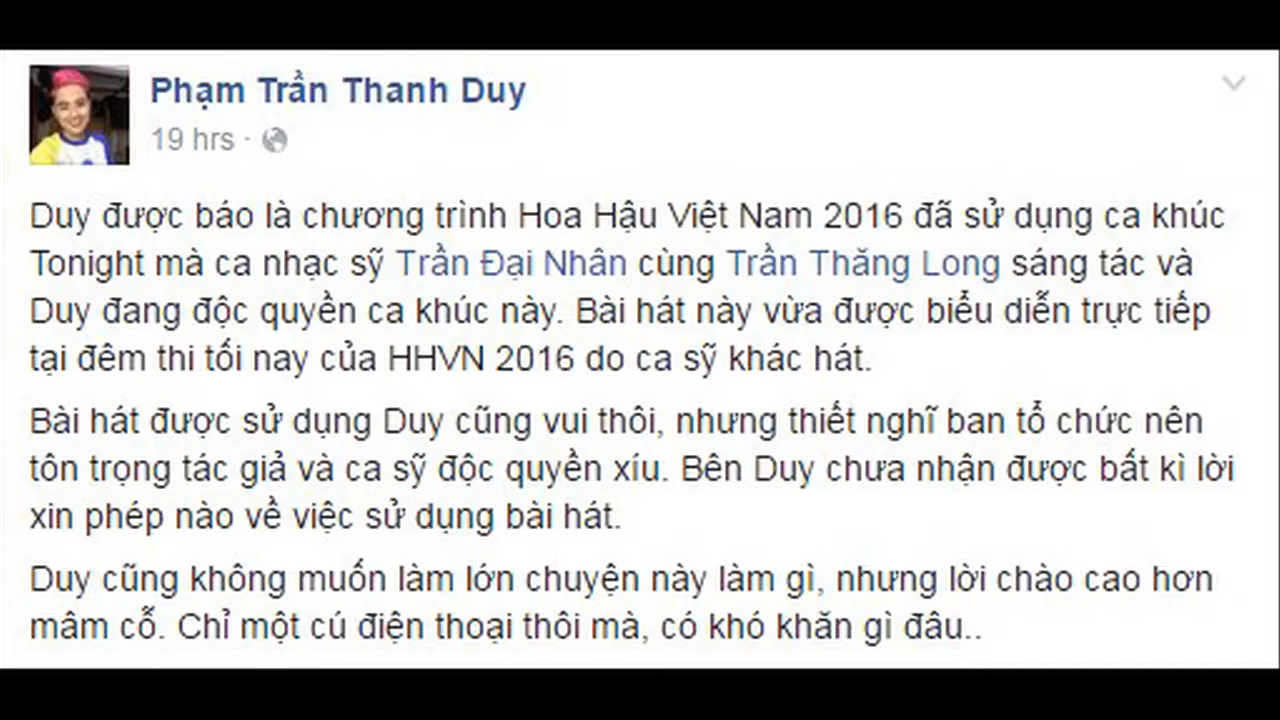 Phạm Trần Thanh Duy
19 hrs ·
Duy được báo là chương trình Hoa Hậu Việt Nam 2016 đã sử dụng ca khúc
Tonight mà ca nhạc sỹ Trần Đại Nhân cùng Trần Thăng Long sáng tác và
Duy đang độc quyền ca khúc này. Bài hát này vừa được biểu diễn trực tiếp
tại đêm thi tối nay của HHVN 2016 do ca sỹ khác hát.
Bài hát được sử dụng Duy cũng vui thôi, nhưng thiết nghĩ ban tổ chức nên
tôn trọng tác giả và ca sỹ độc quyền xíu. Bên Duy chưa nhận được bất kì lời
xin phép nào về việc sử dụng bài hát.
Duy cũng không muốn làm lớn chuyện này làm gì, nhưng lời chào cao hơn
mâm cỗ. Chỉ một cú điện thoại thôi mà, có khó khăn gì đâu..